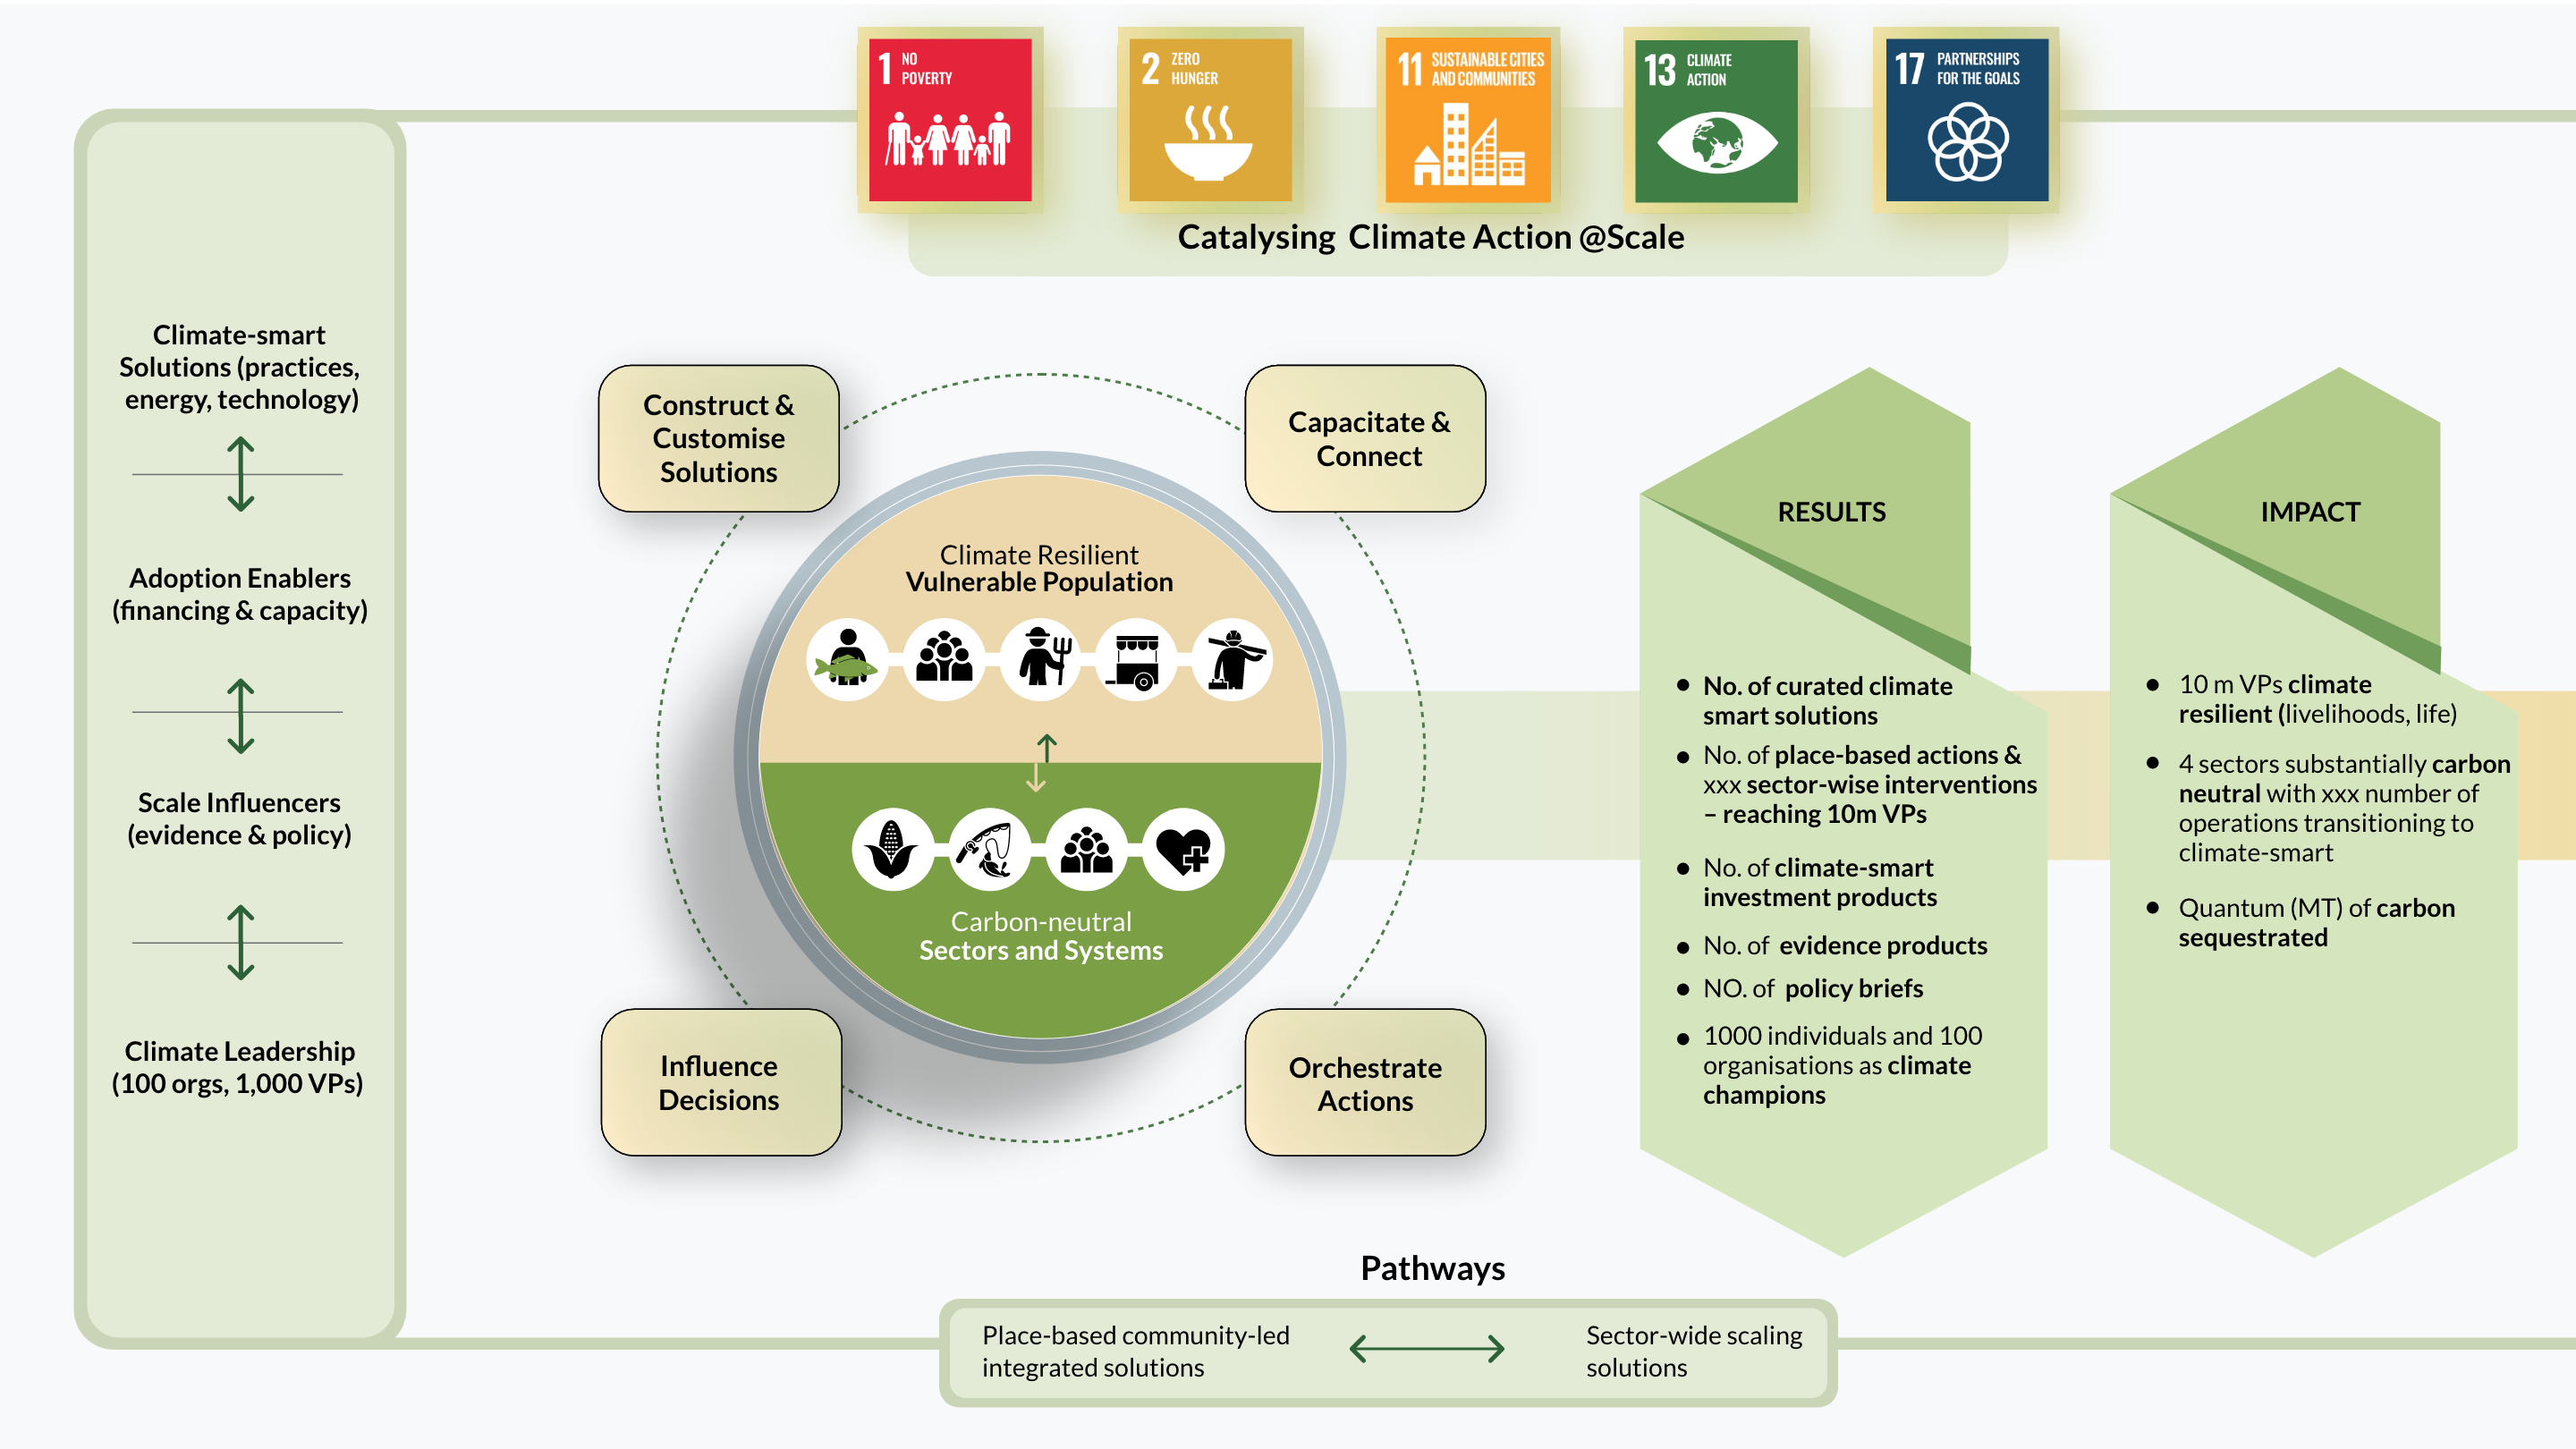 1 NO
POVERTY
2 ZERO
HUNGER
11 SUSTAINABLE CITIES
AND COMMUNITIES
13 CLIMATE
ACTION
17 PARTNERSHIPS
FOR THE GOALS
Catalysing Climate Action @Scale
Climate-smart
Solutions (practices,
energy, technology)
Adoption Enablers
(financing & capacity)
Scale Influencers
(evidence & policy)
Climate Leadership
(100 orgs, 1,000 VPs)
Construct &
Customise
Solutions
Capacitate &
Connect
Climate Resilient
Vulnerable Population
Carbon-neutral
Sectors and Systems
Influence
Decisions
Orchestrate
Actions
RESULTS
• No. of curated climate
smart solutions
• No. of place-based actions &
xxx sector-wise interventions
– reaching 10m VPs
• No. of climate-smart
investment products
• No. of evidence products
• NO. of policy briefs
• 1000 individuals and 100
organisations as climate
champions
IMPACT
• 10 m VPs climate
resilient (livelihoods, life)
• 4 sectors substantially carbon
neutral with xxx number of
operations transitioning to
climate-smart
• Quantum (MT) of carbon
sequestrated
Pathways
Place-based community-led
integrated solutions
Sector-wide scaling
solutions